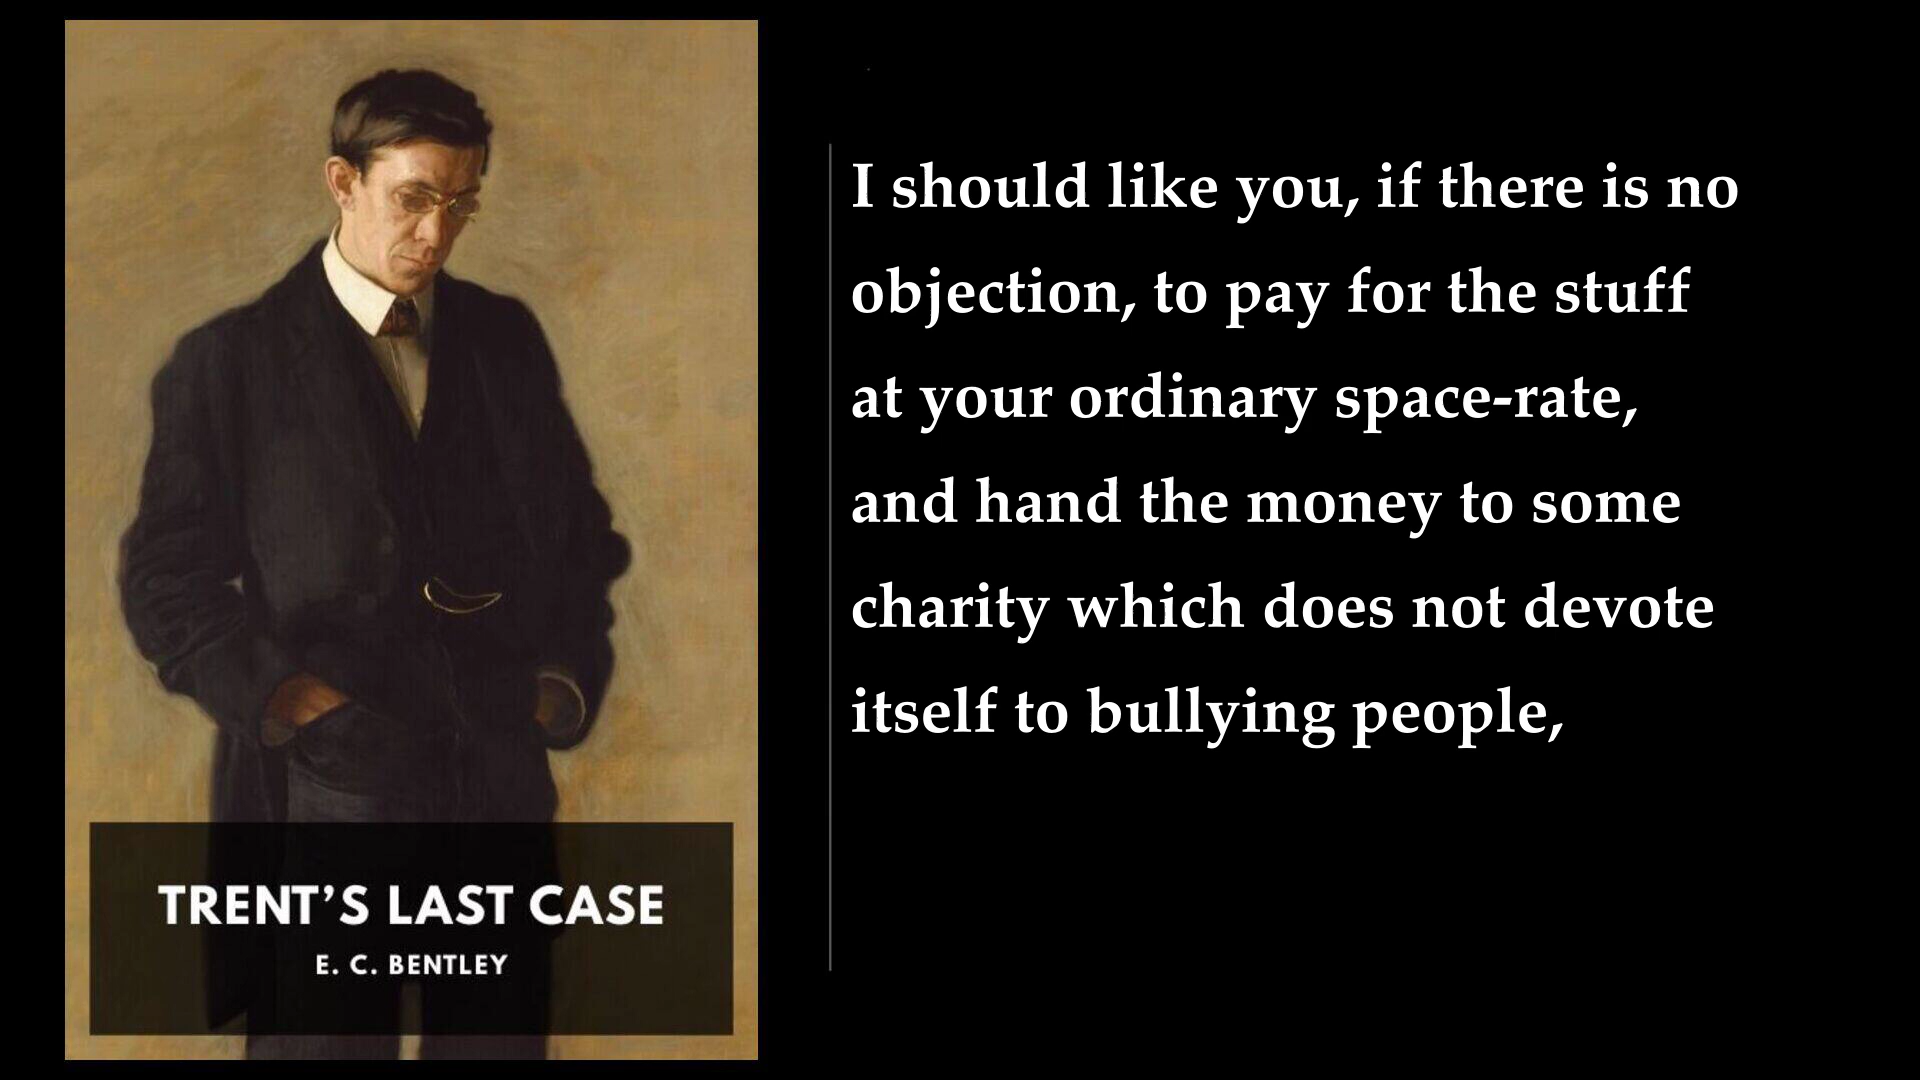 TRENT’S LAST CASE
E. C. BENTLEY
I should like you, if there is no
objection, to pay for the stuff
at your ordinary space-rate,
and hand the money to some
charity which does not devote
itself to bullying people,